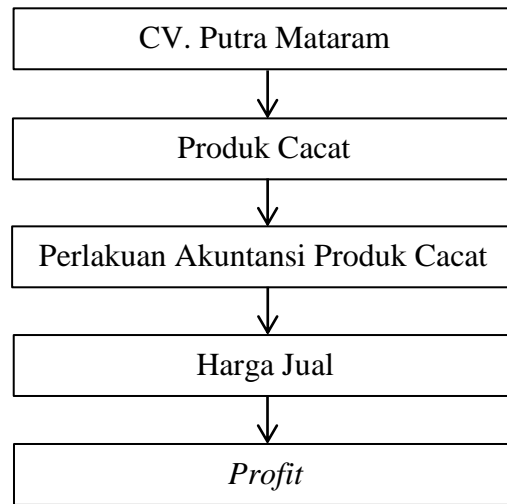 CV. Putra Mataram
Produk Cacat
Perlakuan Akuntansi Produk Cacat
Harga Jual
Profit